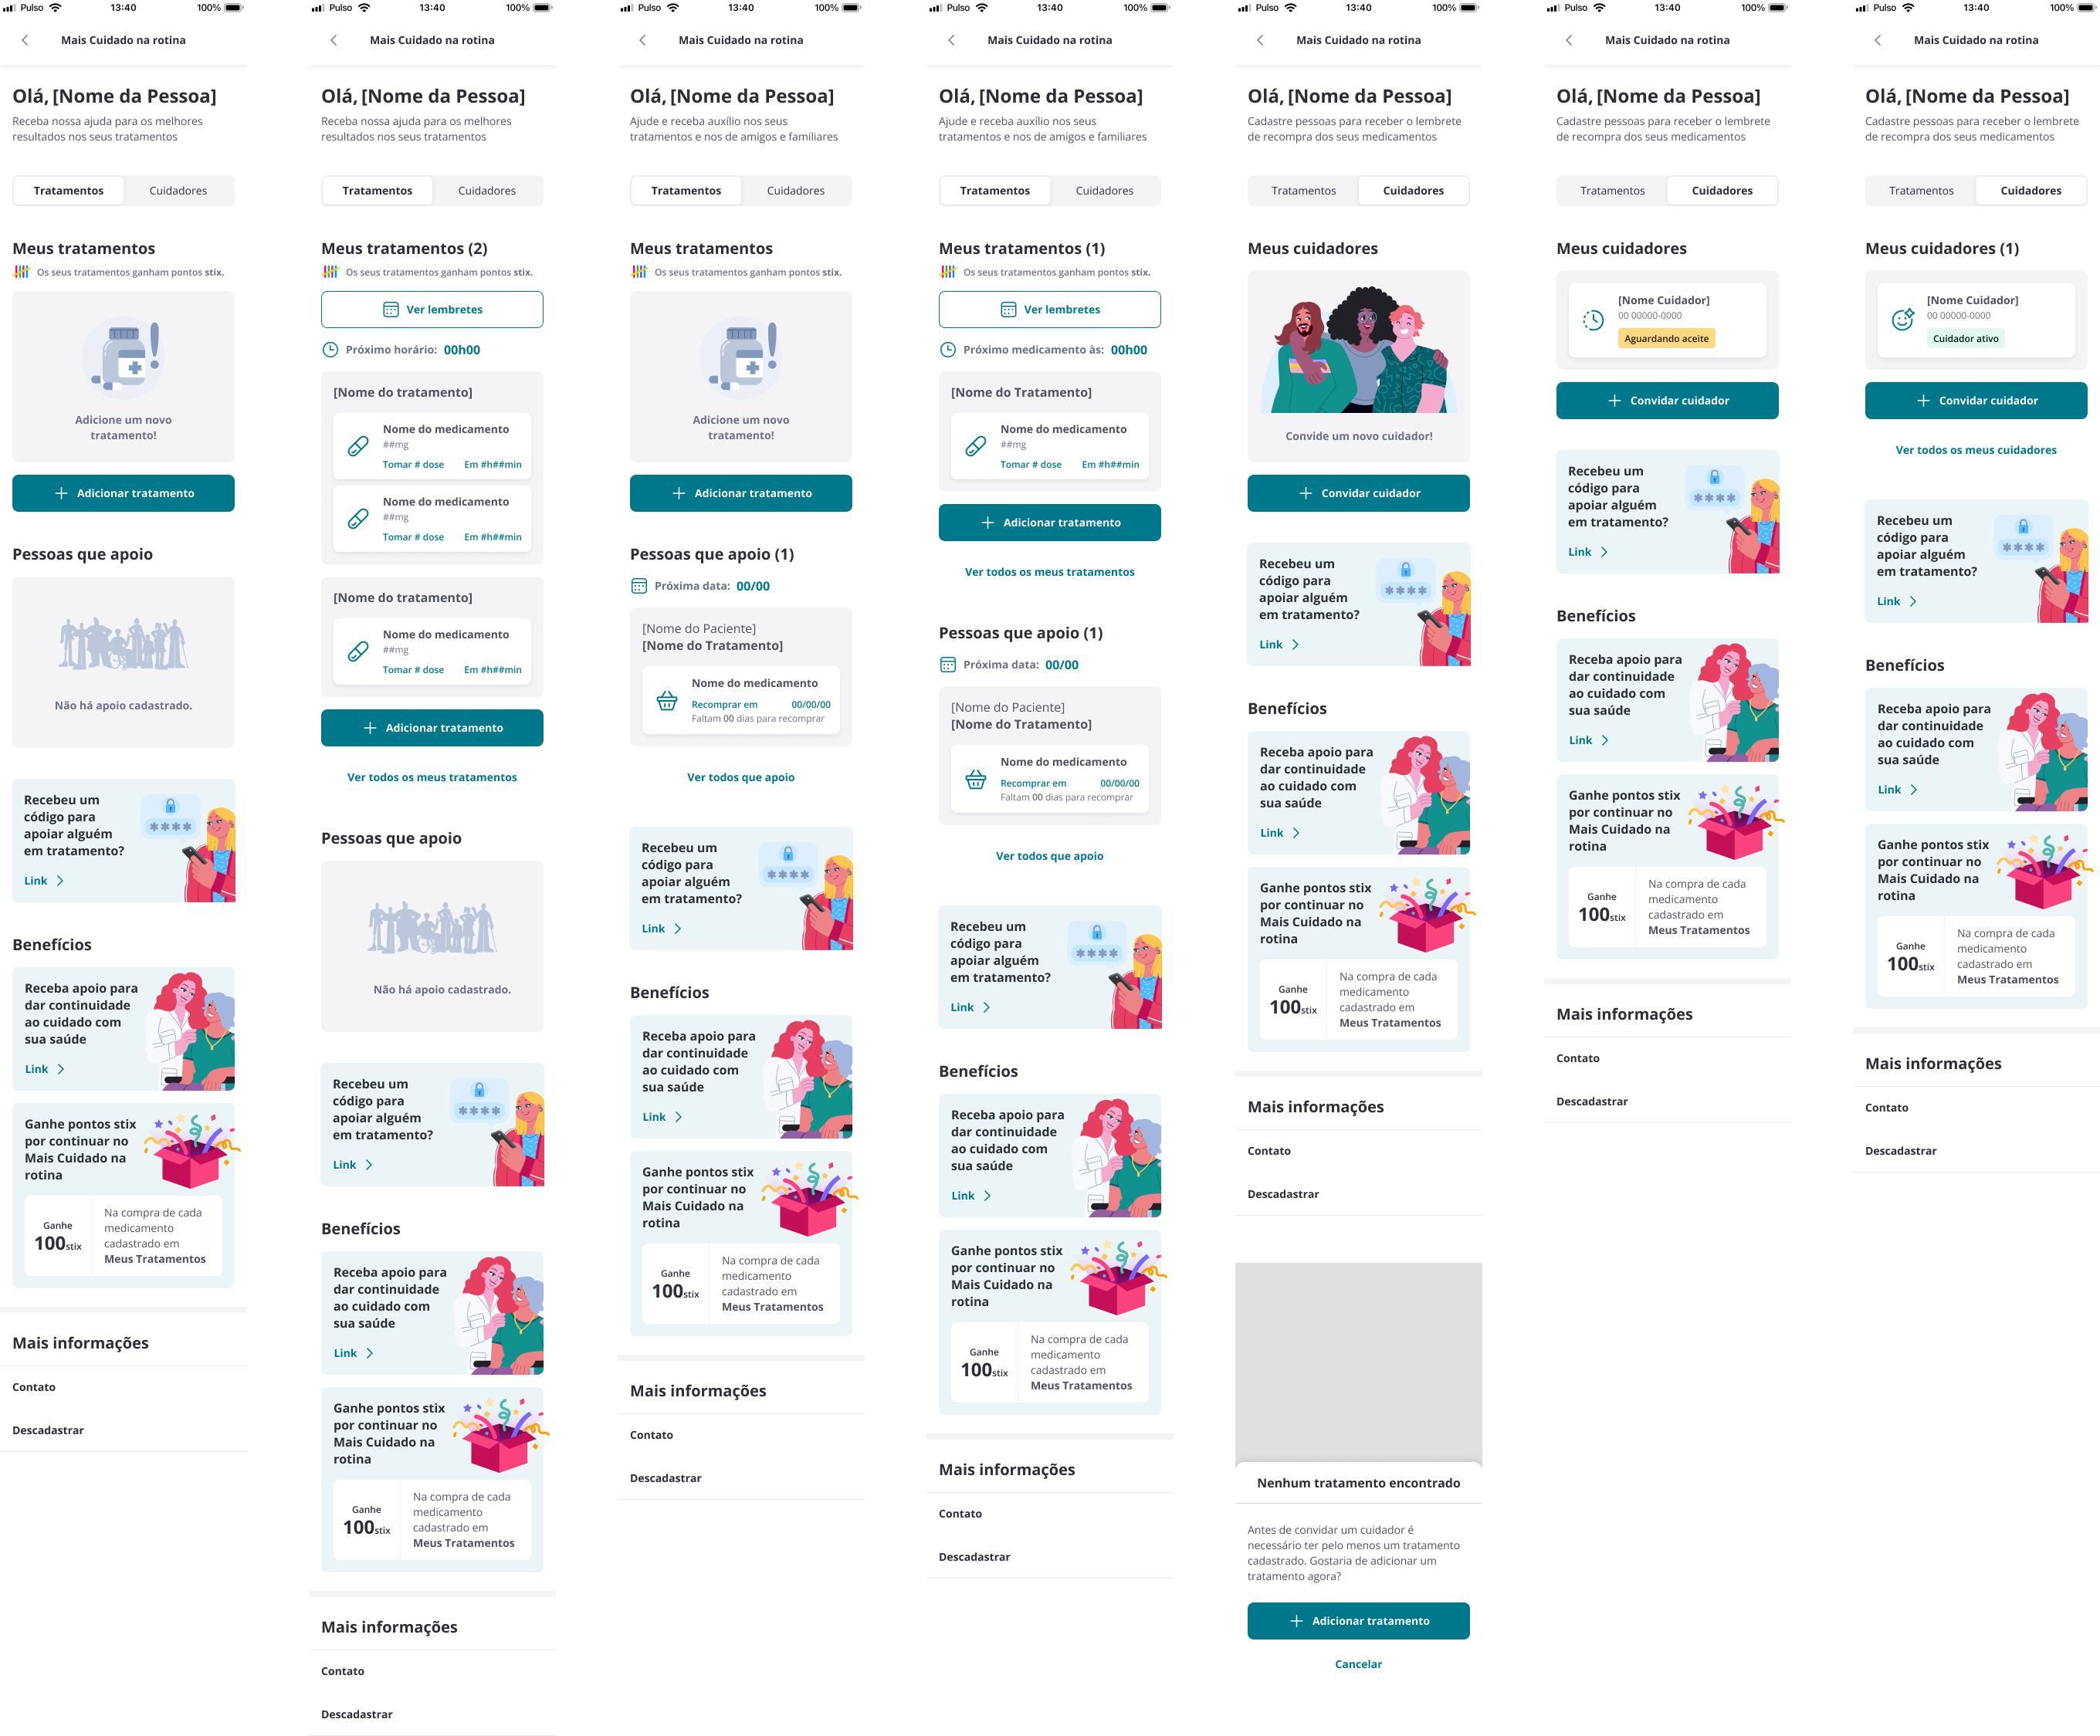 Pulso 13:40 100%
Mais Cuidado na rotina
Olá, [Nome da Pessoa]
Receba nossa ajuda para os melhores
resultados nos seus tratamentos
Tratamentos Cuidadores
Meus tratamentos
Os seus tratamentos ganham pontos stix.
Adicione um novo
tratamento!
+ Adicionar tratamento
Pessoas que apoio
Não há apoio cadastrado.
Recebeu um
código para
apoiar alguém
em tratamento?
Link
****
Benefícios
Receba apoio para
dar continuidade
ao cuidado com
sua saúde
Link
Ganhe pontos stix
por continuar no
Mais Cuidado na
rotina
Ganhe
100stix
Na compra de cada
medicamento
cadastrado em
Meus Tratamentos
Mais informações
Contato
Descadastrar
Pulso 13:40 100%
Mais Cuidado na rotina
Olá, [Nome da Pessoa]
Receba nossa ajuda para os melhores
resultados nos seus tratamentos
Tratamentos Cuidadores
Meus tratamentos (2)
Os seus tratamentos ganham pontos stix.
Ver lembretes
Próximo horário: 00h00
[Nome do tratamento]
Nome do medicamento
##mg
Tomar # dose Em #h##min
Nome do medicamento
##mg
Tomar # dose Em #h##min
[Nome do tratamento]
Nome do medicamento
##mg
Tomar # dose Em #h##min
+ Adicionar tratamento
Ver todos os meus tratamentos
Pessoas que apoio
Não há apoio cadastrado.
Recebeu um
código para
apoiar alguém
em tratamento?
Link
****
Benefícios
Receba apoio para
dar continuidade
ao cuidado com
sua saúde
Link
Ganhe pontos stix
por continuar no
Mais Cuidado na
rotina
Ganhe
100stix
Na compra de cada
medicamento
cadastrado em
Meus Tratamentos
Mais informações
Contato
Descadastrar
Pulso 13:40 100%
Mais Cuidado na rotina
Olá, [Nome da Pessoa]
Ajude e receba auxílio nos seus
tratamentos e nos de amigos e familiares
Tratamentos Cuidadores
Meus tratamentos
Os seus tratamentos ganham pontos stix.
Adicione um novo
tratamento!
+ Adicionar tratamento
Pessoas que apoio (1)
Próxima data: 00/00
[Nome do Paciente]
[Nome do Tratamento]
Nome do medicamento
Recomprar em 00/00/00
Faltam 00 dias para recomprar
Ver todos que apoio
Recebeu um
código para
apoiar alguém
em tratamento?
Link
****
Benefícios
Receba apoio para
dar continuidade
ao cuidado com
sua saúde
Link
Ganhe pontos stix
por continuar no
Mais Cuidado na
rotina
Ganhe
100stix
Na compra de cada
medicamento
cadastrado em
Meus Tratamentos
Mais informações
Contato
Descadastrar
Pulso 13:40 100%
Mais Cuidado na rotina
Olá, [Nome da Pessoa]
Ajude e receba auxílio nos seus
tratamentos e nos de amigos e familiares
Tratamentos Cuidadores
Meus tratamentos (1)
Os seus tratamentos ganham pontos stix.
Ver lembretes
Próximo medicamento às: 00h00
[Nome do Tratamento]
Nome do medicamento
##mg
Tomar # dose Em #h##min
+ Adicionar tratamento
Ver todos os meus tratamentos
Pessoas que apoio (1)
Próxima data: 00/00
[Nome do Paciente]
[Nome do Tratamento]
Nome do medicamento
Recomprar em 00/00/00
Faltam 00 dias para recomprar
Ver todos que apoio
Recebeu um
código para
apoiar alguém
em tratamento?
Link
****
Benefícios
Receba apoio para
dar continuidade
ao cuidado com
sua saúde
Link
Ganhe pontos stix
por continuar no
Mais Cuidado na
rotina
Ganhe
100stix
Na compra de cada
medicamento
cadastrado em
Meus Tratamentos
Mais informações
Contato
Descadastrar
Pulso 13:40 100%
Mais Cuidado na rotina
Olá, [Nome da Pessoa]
Cadastre pessoas para receber o lembrete
de recompra dos seus medicamentos
Tratamentos Cuidadores
Meus cuidadores
Convide um novo cuidador!
+ Convidar cuidador
Recebeu um
código para
apoiar alguém
em tratamento?
Link
****
Benefícios
Receba apoio para
dar continuidade
ao cuidado com
sua saúde
Link
Ganhe pontos stix
por continuar no
Mais Cuidado na
rotina
Ganhe
100stix
Na compra de cada
medicamento
cadastrado em
Meus Tratamentos
Mais informações
Contato
Descadastrar
Nenhum tratamento encontrado
Antes de convidar um cuidador é
necessário ter pelo menos um tratamento
cadastrado. Gostaria de adicionar um
tratamento agora?
+ Adicionar tratamento
Cancelar
Pulso 13:40 100%
Mais Cuidado na rotina
Olá, [Nome da Pessoa]
Cadastre pessoas para receber o lembrete
de recompra dos seus medicamentos
Tratamentos Cuidadores
Meus cuidadores
[Nome Cuidador]
00 00000-0000
Aguardando aceite
+ Convidar cuidador
Recebeu um
código para
apoiar alguém
em tratamento?
Link
****
Benefícios
Receba apoio para
dar continuidade
ao cuidado com
sua saúde
Link
Ganhe pontos stix
por continuar no
Mais Cuidado na
rotina
Ganhe
100stix
Na compra de cada
medicamento
cadastrado em
Meus Tratamentos
Mais informações
Contato
Descadastrar
Pulso 13:40 100%
Mais Cuidado na rotina
Olá, [Nome da Pessoa]
Cadastre pessoas para receber o lembrete
de recompra dos seus medicamentos
Tratamentos Cuidadores
Meus cuidadores (1)
[Nome Cuidador]
00 00000-0000
Cuidador ativo
+ Convidar cuidador
Ver todos os meus cuidadores
Recebeu um
código para
apoiar alguém
em tratamento?
Link
****
Benefícios
Receba apoio para
dar continuidade
ao cuidado com
sua saúde
Link
Ganhe pontos stix
por continuar no
Mais Cuidado na
rotina
Ganhe
100stix
Na compra de cada
medicamento
cadastrado em
Meus Tratamentos
Mais informações
Contato
Descadastrar